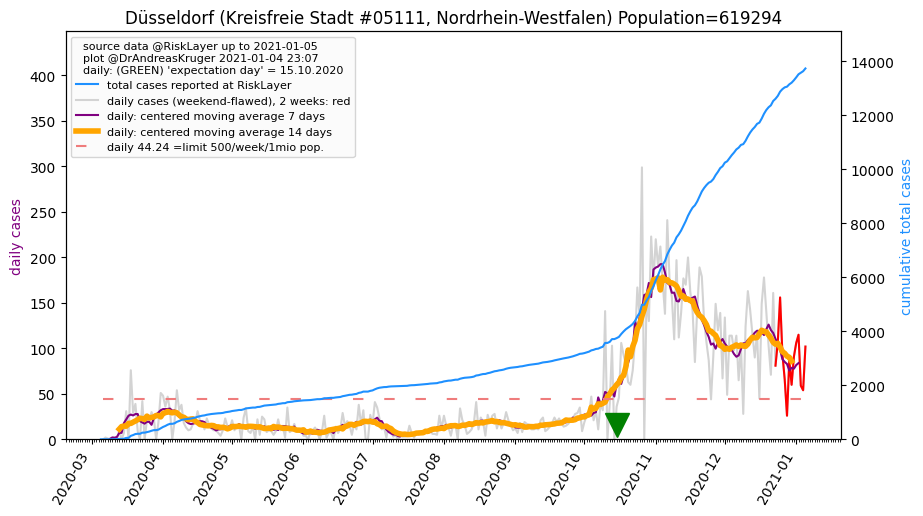 Düsseldorf (Kreisfreie Stadt #05111, Nordrhein-Westfalen) Population=619294
source data @RiskLayer up to 2021-01-05
plot @DrAndreasKruger 2021-01-04 23:07
daily: (GREEN) 'expectation day' = 15.10.2020
total cases reported at RiskLayer
daily cases (weekend-flawed), 2 weeks: red
daily: centered moving average 7 days
daily: centered moving average 14 days
daily 44.24 =limit 500/week/1mio pop.
daily cases
400
350
300
250
200
150
100
50
0
cumulative total cases
14000
12000
10000
8000
6000
4000
2000
0
2020-03
2020-04
2020-05
2020-06
2020-07
2020-08
2020-09
2020-10
2020-11
2020-12
2021-01